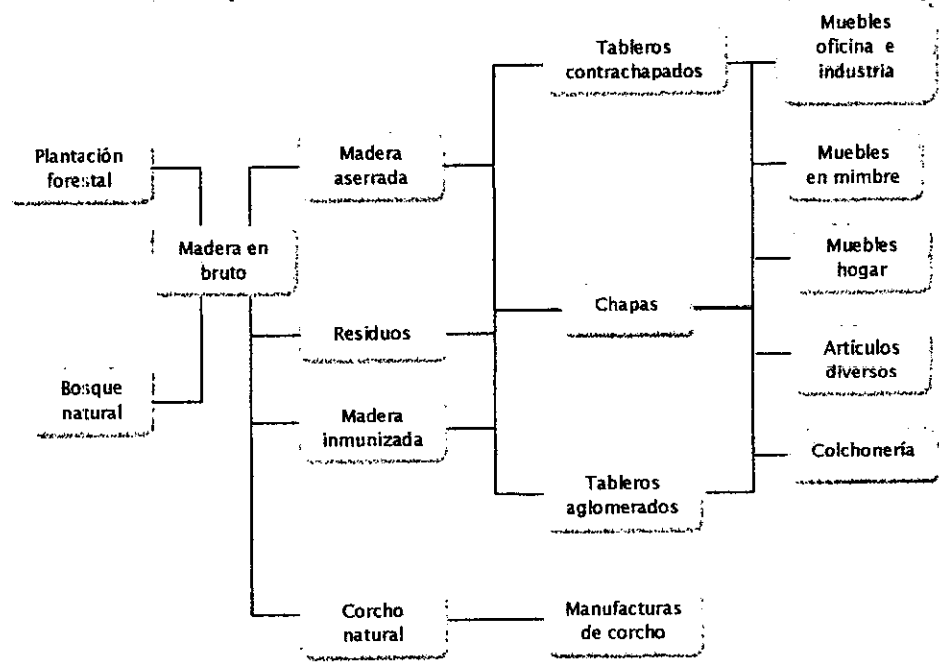 Plantación
forestal
Bosque
natural
Madera en
bruto
Madera
aserrada
Residuos
Madera
inmunizada
Corcho
natural
Tableros
contrachapados
Chapas
Tableros
aglomerados
Manufacturas
de corcho
Muebles
oficina e
industria
Muebles
en mimbre
Muebles
hogar
Artículos
diversos
Colchonería